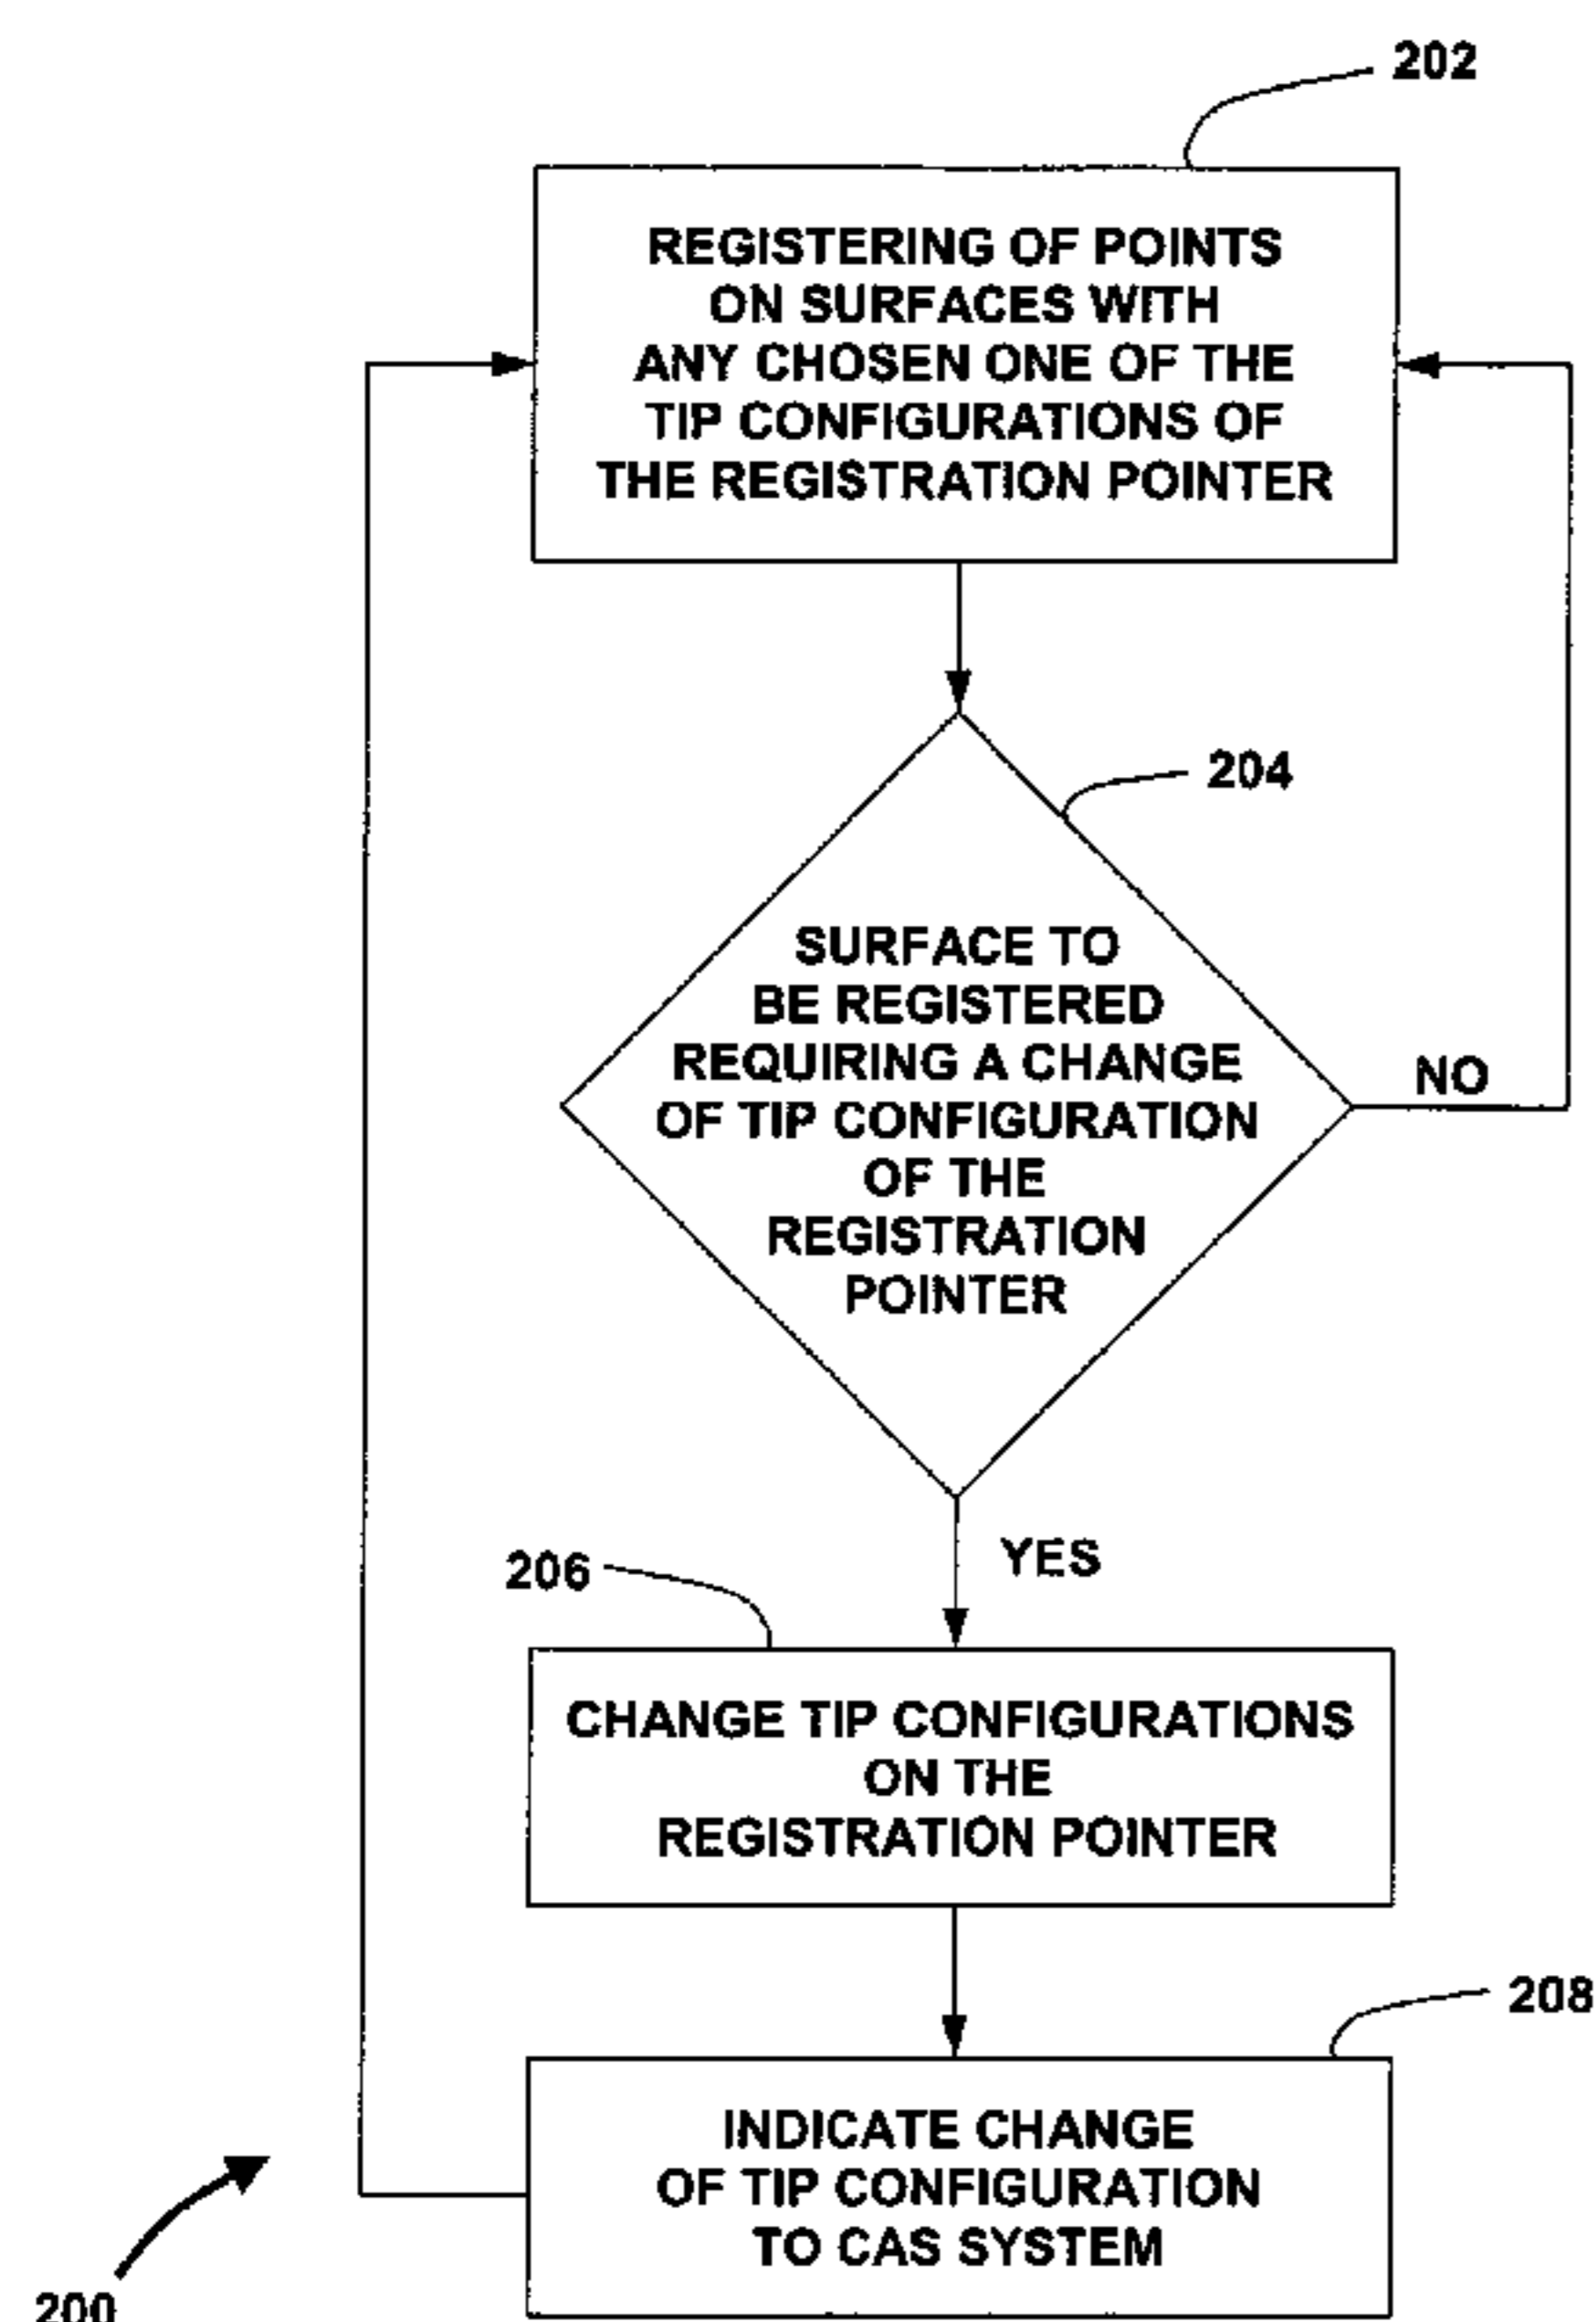 202
REGISTERING OF POINTS
ON SURFACES WITH
ANY CHOSEN ONE OF THE
TIP CONFIGURATIONS OF
THE REGISTRATION POINTER
204
SURFACE TO
BE REGISTERED
REQUIRING A CHANGE
OF TIP CONFIGURATION
OF THE
REGISTRATION
POINTER
NO
YES
206
CHANGE TIP CONFIGURATIONS
ON THE
REGISTRATION POINTER
208
INDICATE CHANGE
OF TIP CONFIGURATION
TO CAS SYSTEM
200